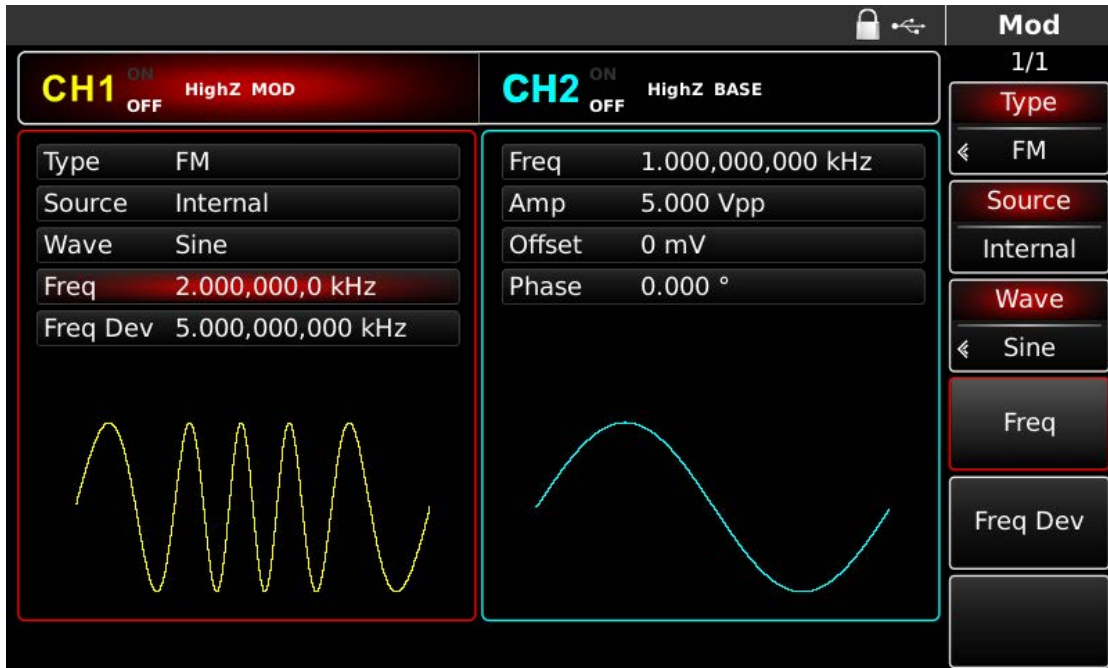 Mod
1/1
CH1 ON OFF HighZ MOD
CH2 ON OFF HighZ BASE
Type FM
Source Internal
Wave Sine
Freq 2.000,000,0 kHz
Freq Dev 5.000,000,000 kHz
Freq 1.000,000,000 kHz
Amp 5.000 Vpp
Offset 0 mV
Phase 0.000 °
Type
FM
Source
Internal
Wave
Sine
Freq
Freq Dev